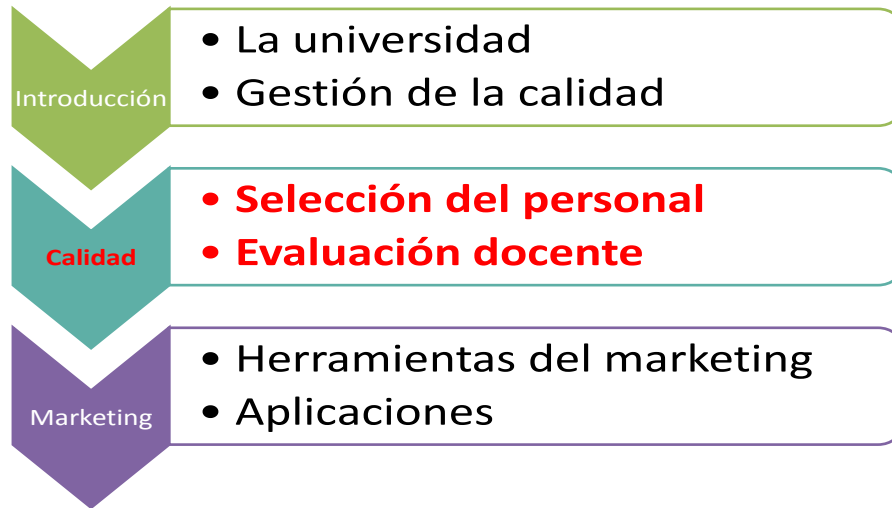 Introducción
• La universidad
• Gestión de la calidad
Calidad
• Selección del personal
• Evaluación docente
Marketing
• Herramientas del marketing
• Aplicaciones